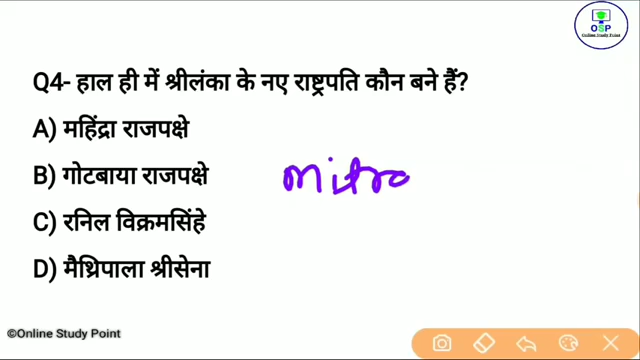 OSP
Online Study Point
Q4- हाल ही में श्रीलंका के नए राष्ट्रपति कौन बने हैं?
A) महिंद्रा राजपक्षे
B) गोटबाया राजपक्षे
mitro
C) रनिल विक्रमसिंहे
D) मैथ्रिपाला श्रीसेना
©Online Study Point